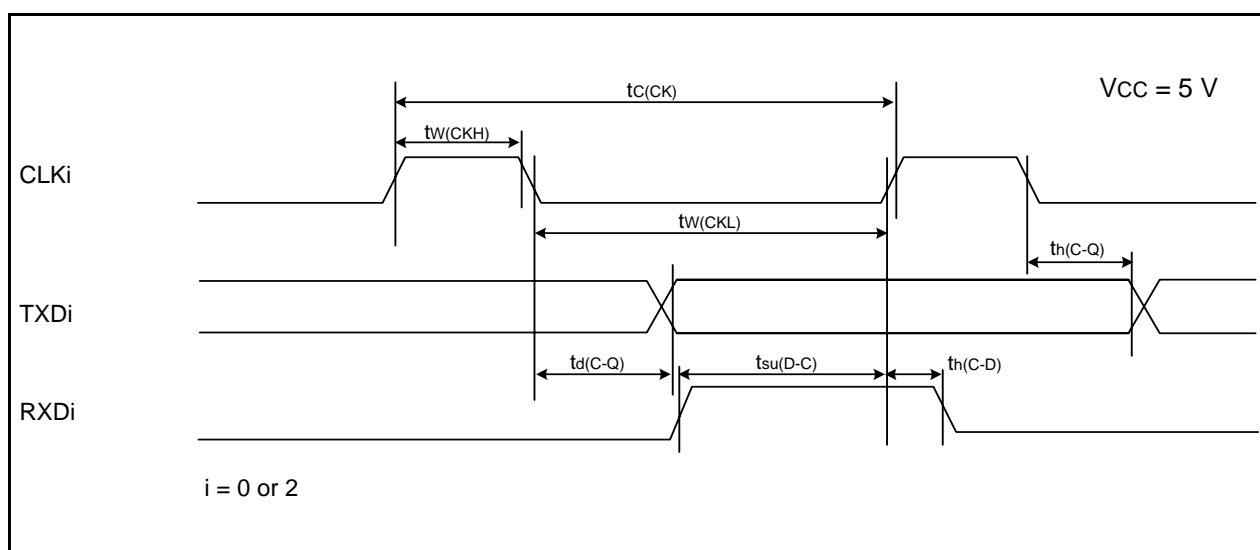 tC(CK)
VCC = 5 V
tW(CKH)
CLKi
tW(CKL)
th(C-Q)
TXDi
td(C-Q)
tsu(D-C)
th(C-D)
RXDi
i = 0 or 2